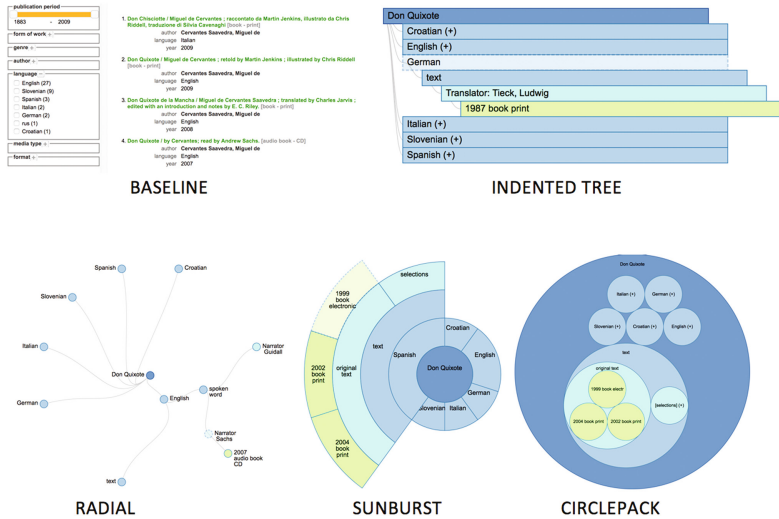 publication period
1883 - 2009
form of work +
genre +
author +
language
English (27)
Slovenian (9)
Spanish (3)
Italian (2)
German (2)
rus (1)
Croatian (1)
media type +
format +
1. Don Chisciotte / Miguel de Cervantes ; raccontato da Martin Jenkins, illustrato da Chris
Riddell, traduzione di Silvia Cavenaghi [book - print]
author Cervantes Saavedra, Miguel de
language Italian
year 2009
2. Don Quixote / Miguel de Cervantes ; retold by Martin Jenkins ; illustrated by Chris Riddell
[book - print]
author Cervantes Saavedra, Miguel de
language English
year 2009
3. Don Quixote de la Mancha / Miguel de Cervantes Saavedra ; translated by Charles Jarvis ;
edited with an introduction and notes by E. C. Riley [book - print]
author Cervantes Saavedra, Miguel de
language English
year 2008
4. Don Quixote / by Cervantes; read by Andrew Sachs. [audio book - CD]
author Cervantes Saavedra, Miguel de
language English
year 2007
BASELINE
Don Quixote
Croatian (+)
English (+)
German
text
Translator: Tieck, Ludwig
1987 book print
Italian (+)
Slovenian (+)
Spanish (+)
INDENTED TREE
Spanish
Croatian
Slovenian
Italian
Don Quixote
German
English
spoken
word
Narrator
Guidall
Narrator
Sachs
2007
audio book
CD
text
RADIAL
selections
1999
book
electronic
text
original
text
2002
book
print
2004
book
print
Spanish
Croatian
English
Don Quixote
German
Italian
Slovenian
SUNBURST
Don Quixote
Italian (+)
German (+)
Slovenian (+)
Croatian (+)
English (+)
text
original text
1999 book electr
2004 book print
2002 book print
[selections] (+)
CIRCLEPACK